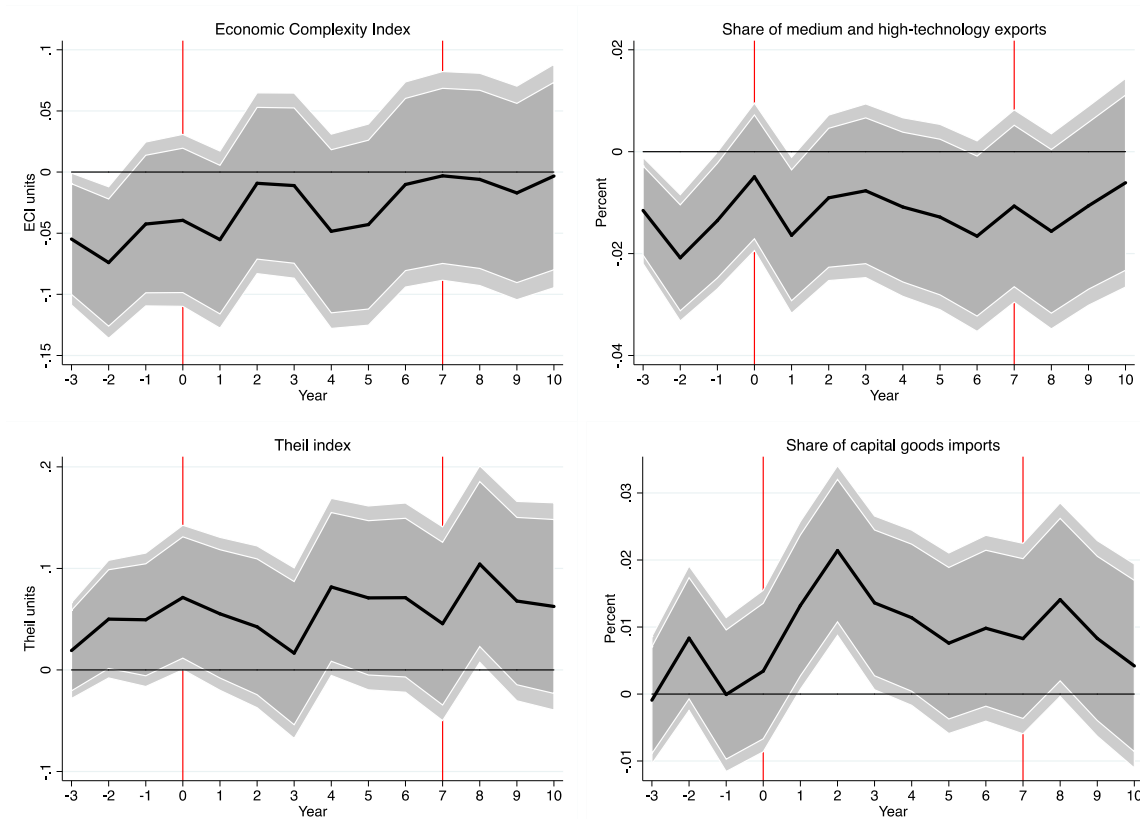 Economic Complexity Index
ECI units
.1
.05
0
-.05
-.1
-.15
-3 -2 -1 0 1 2 3 4 5 6 7 8 9 10
Year
Share of medium and high-technology exports
Percent
.02
0
-.02
-.04
-3 -2 -1 0 1 2 3 4 5 6 7 8 9 10
Year
Theil index
Theil units
.2
.1
0
-.1
-3 -2 -1 0 1 2 3 4 5 6 7 8 9 10
Year
Share of capital goods imports
Percent
.03
.02
.01
0
-.01
-3 -2 -1 0 1 2 3 4 5 6 7 8 9 10
Year